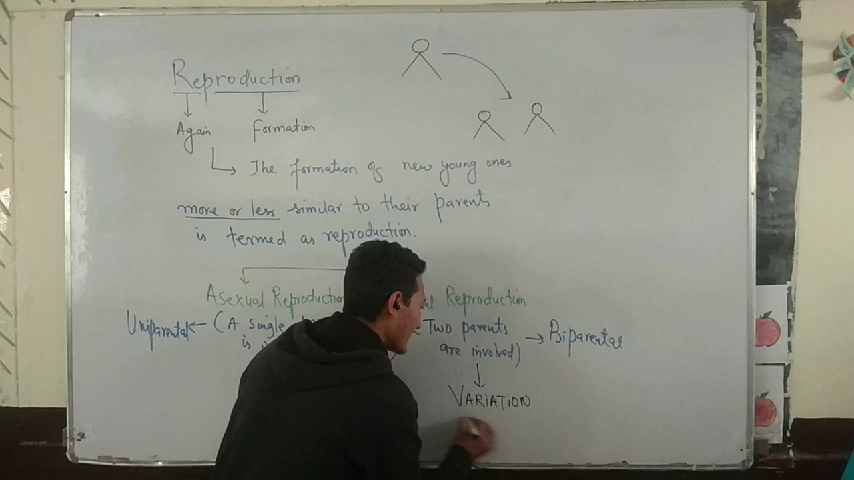 Reproduction
Again Formation
The formation of new young ones
more or less similar to their parents
is termed as reproduction.
Asexual Reproduction Reproduction
Uniparental (A single Two parents Biparental
is are involved)
VARIATION